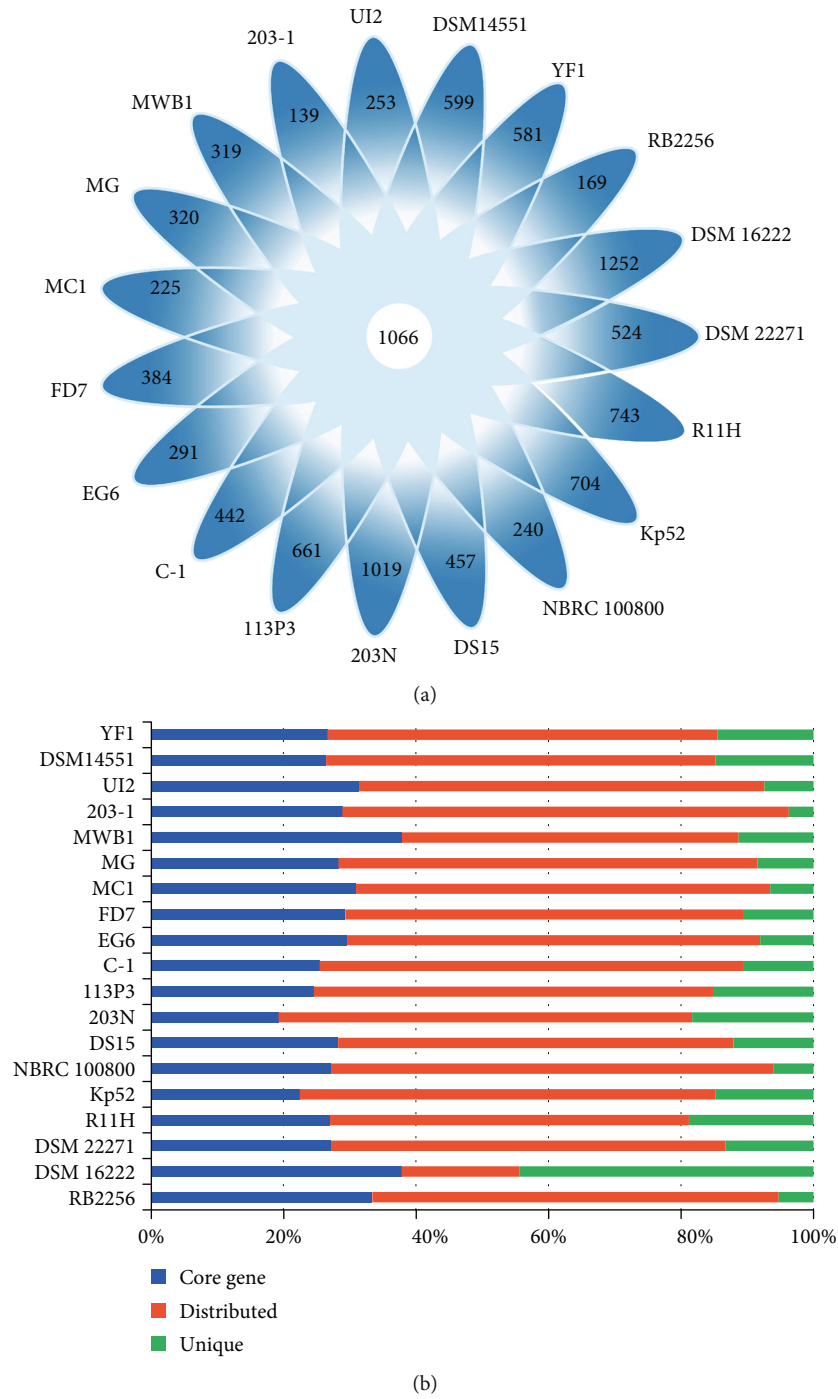 UI2
DSM14551
203-1
YF1
253
599
139
581
MWB1
RB2256
319
169
MG
DSM 16222
320
1252
MC1
225
524
DSM 22271
1066
FD7
384
743
R11H
291
704
EG6
442
240
Kp52
661
1019
457
C-1
NBRC 100800
113P3
203N
DS15
(a)
YF1
DSM14551
UI2
203-1
MWB1
MG
MC1
FD7
EG6
C-1
113P3
203N
DS15
NBRC 100800
Kp52
R11H
DSM 22271
DSM 16222
RB2256
0% 20% 40% 60% 80% 100%
Core gene
Distributed
Unique
(b)